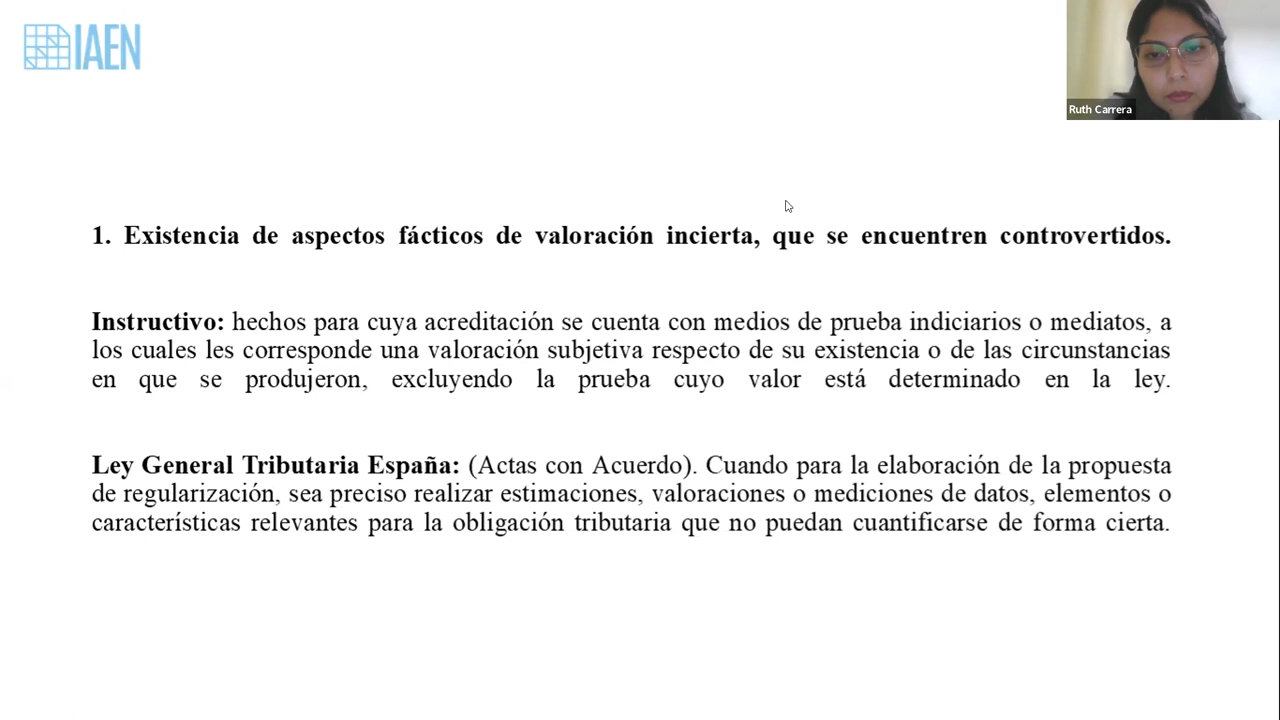 IAEN
Ruth Carrera
1. Existencia de aspectos fácticos de valoración incierta, que se encuentren controvertidos.
Instructivo: hechos para cuya acreditación se cuenta con medios de prueba indiciarios o mediatos, a
los cuales les corresponde una valoración subjetiva respecto de su existencia o de las circunstancias
en que se produjeron, excluyendo la prueba cuyo valor está determinado en la ley.
Ley General Tributaria España: (Actas con Acuerdo). Cuando para la elaboración de la propuesta
de regularización, sea preciso realizar estimaciones, valoraciones o mediciones de datos, elementos o
características relevantes para la obligación tributaria que no puedan cuantificarse de forma cierta.